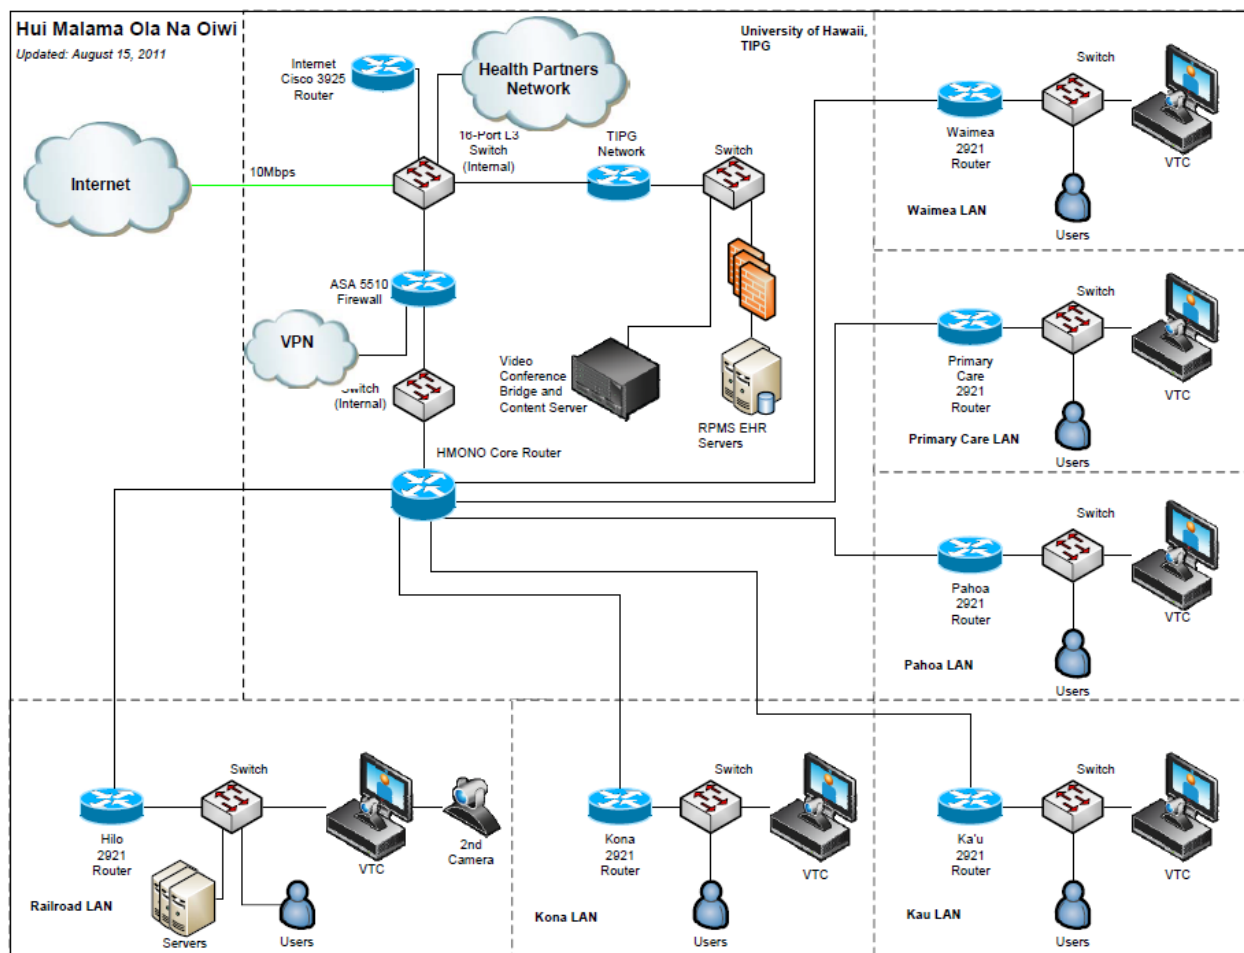 Hui Malama Ola Na Oiwi
Updated: August 15, 2011
University of Hawaii,
TIPG
Internet
Cisco 3925
Router
Health Partners
Network
16-Port L3
Switch
(Internal)
TIPG
Network
Switch
Internet
10Mbps
ASA 5510
Firewall
VPN
Switch
(Internal)
Video
Conference
Bridge and
Content Server
RPMS EHR
Servers
HMONO Core Router
Switch
Waimea
2921
Router
VTC
Waimea LAN
Users
Switch
Primary
Care
2921
Router
VTC
Primary Care LAN
Users
Switch
Pahoa
2921
Router
VTC
Pahoa LAN
Users
Switch
Hilo
2921
Router
VTC
2nd
Camera
Railroad LAN
Servers
Users
Switch
Kona
2921
Router
VTC
Kona LAN
Users
Switch
Ka'u
2921
Router
VTC
Kau LAN
Users